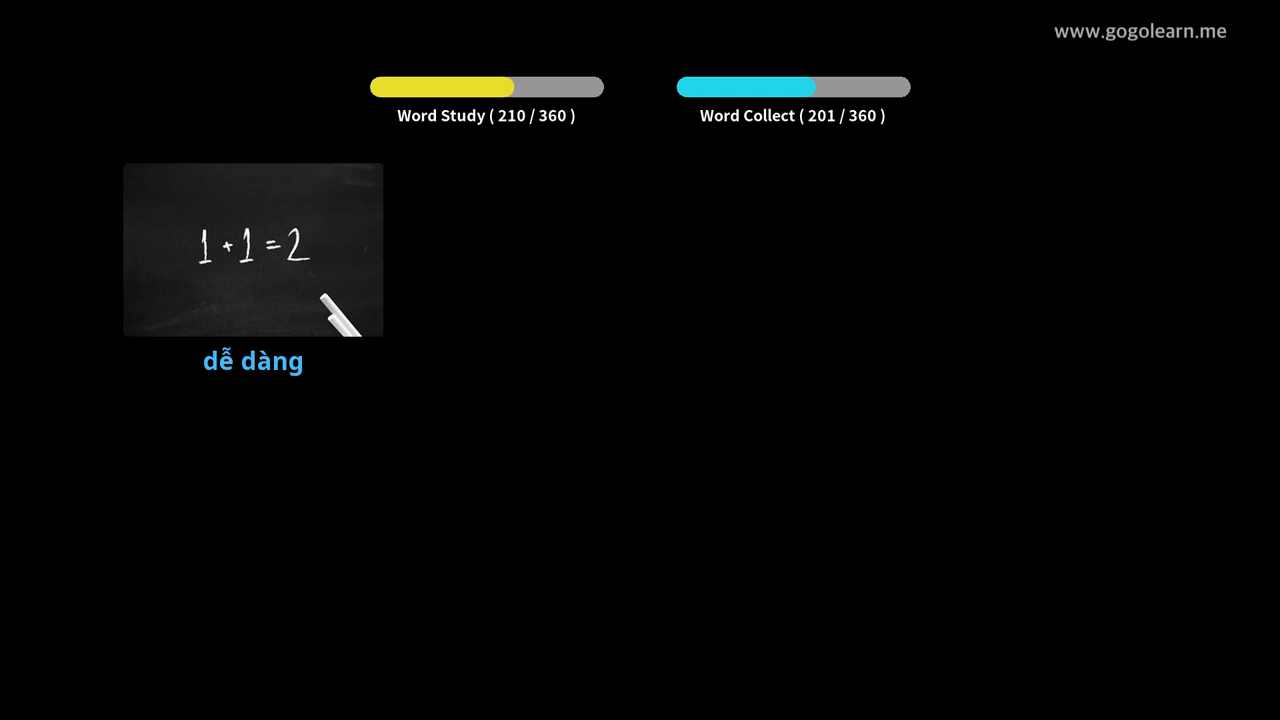 www.gogolearn.me
Word Study ( 210 / 360 )
Word Collect ( 201 / 360 )
1 + 1 = 2
dễ dàng